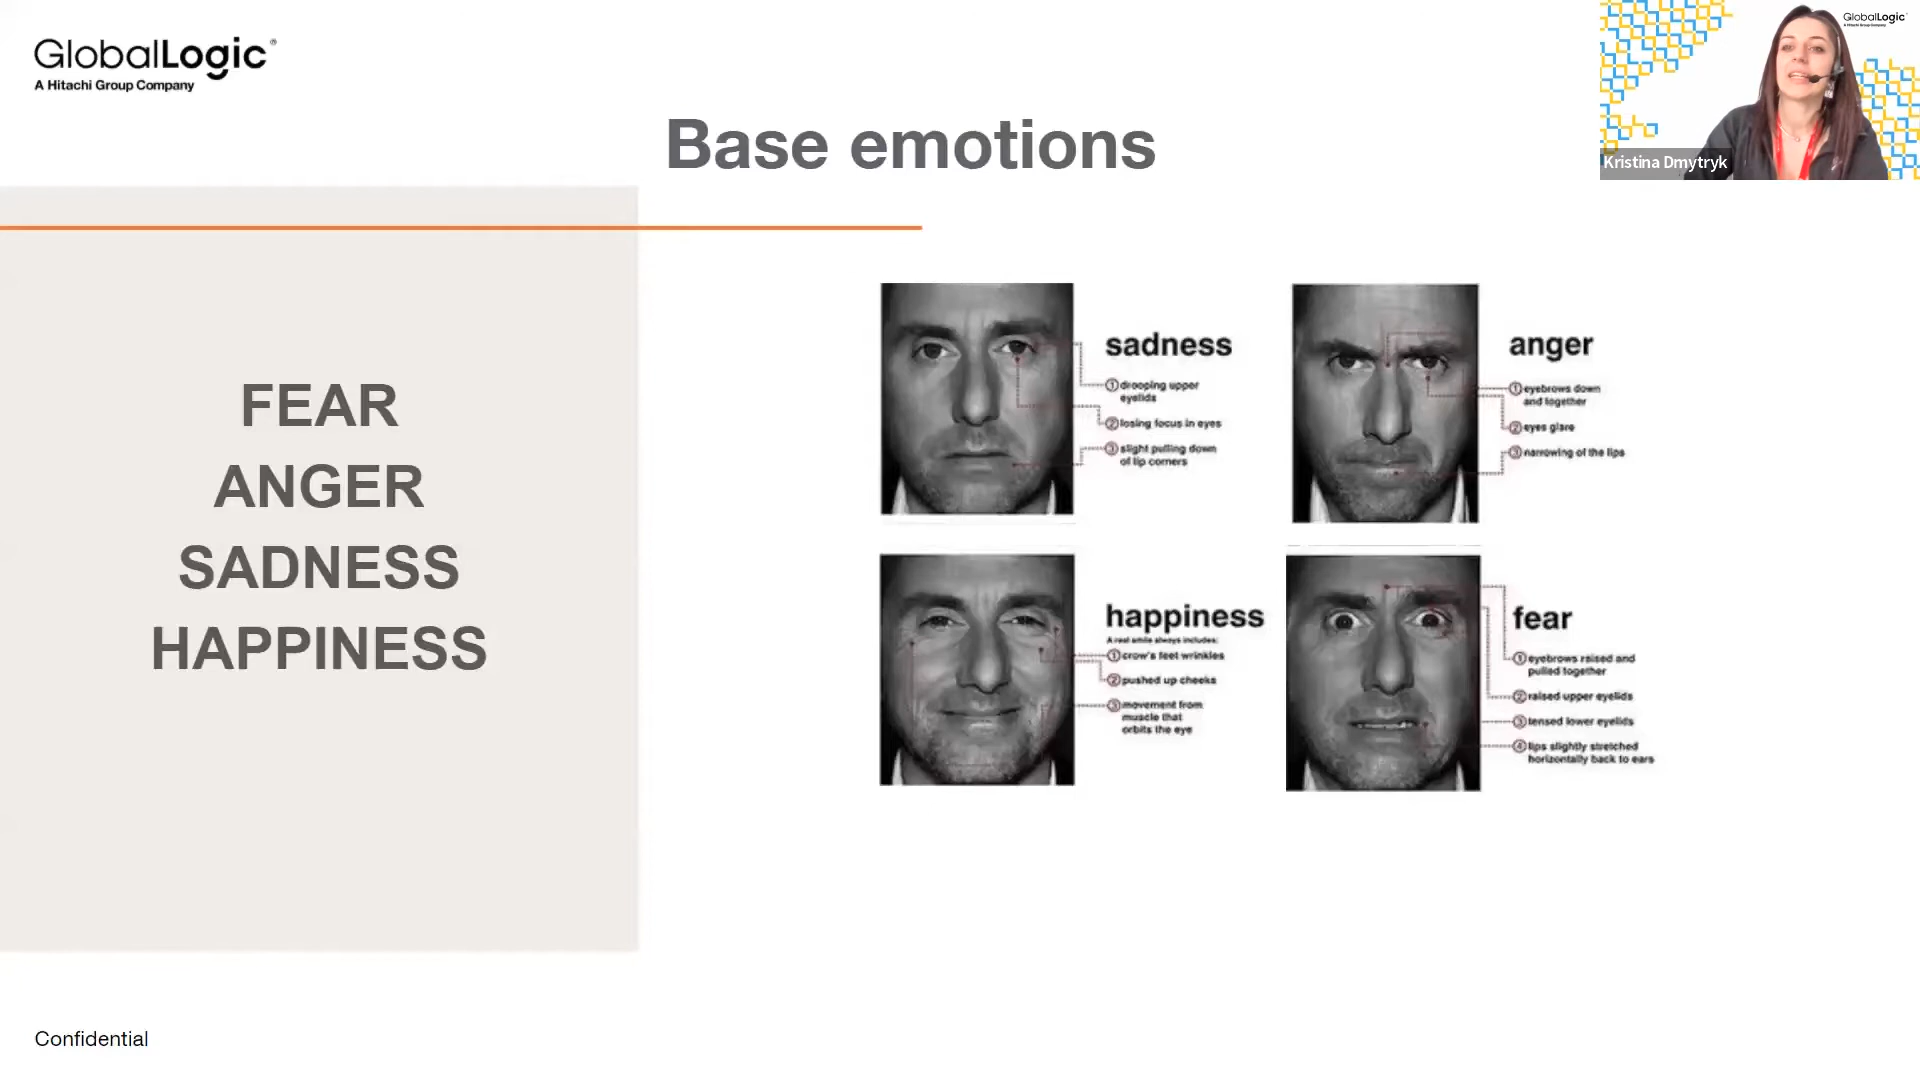 GlobalLogic®
A Hitachi Group Company
GlobalLogic
A Hitachi Group Company
Kristina Dmytryk
Base emotions
FEAR
ANGER
SADNESS
HAPPINESS
sadness
1 drooping upper
eyelids
2 losing focus in eyes
3 slight pulling down
of lip corners
anger
1 eyebrows down
and together
2 eyes glare
3 narrowing of the lips
happiness
A real smile always includes:
1 crow's feet wrinkles
2 pushed up cheeks
3 movement from
muscle that
orbits the eye
fear
1 eyebrows raised and
pulled together
2 raised upper eyelids
3 tensed lower eyelids
4 lips slightly stretched
horizontally back to ears
Confidential